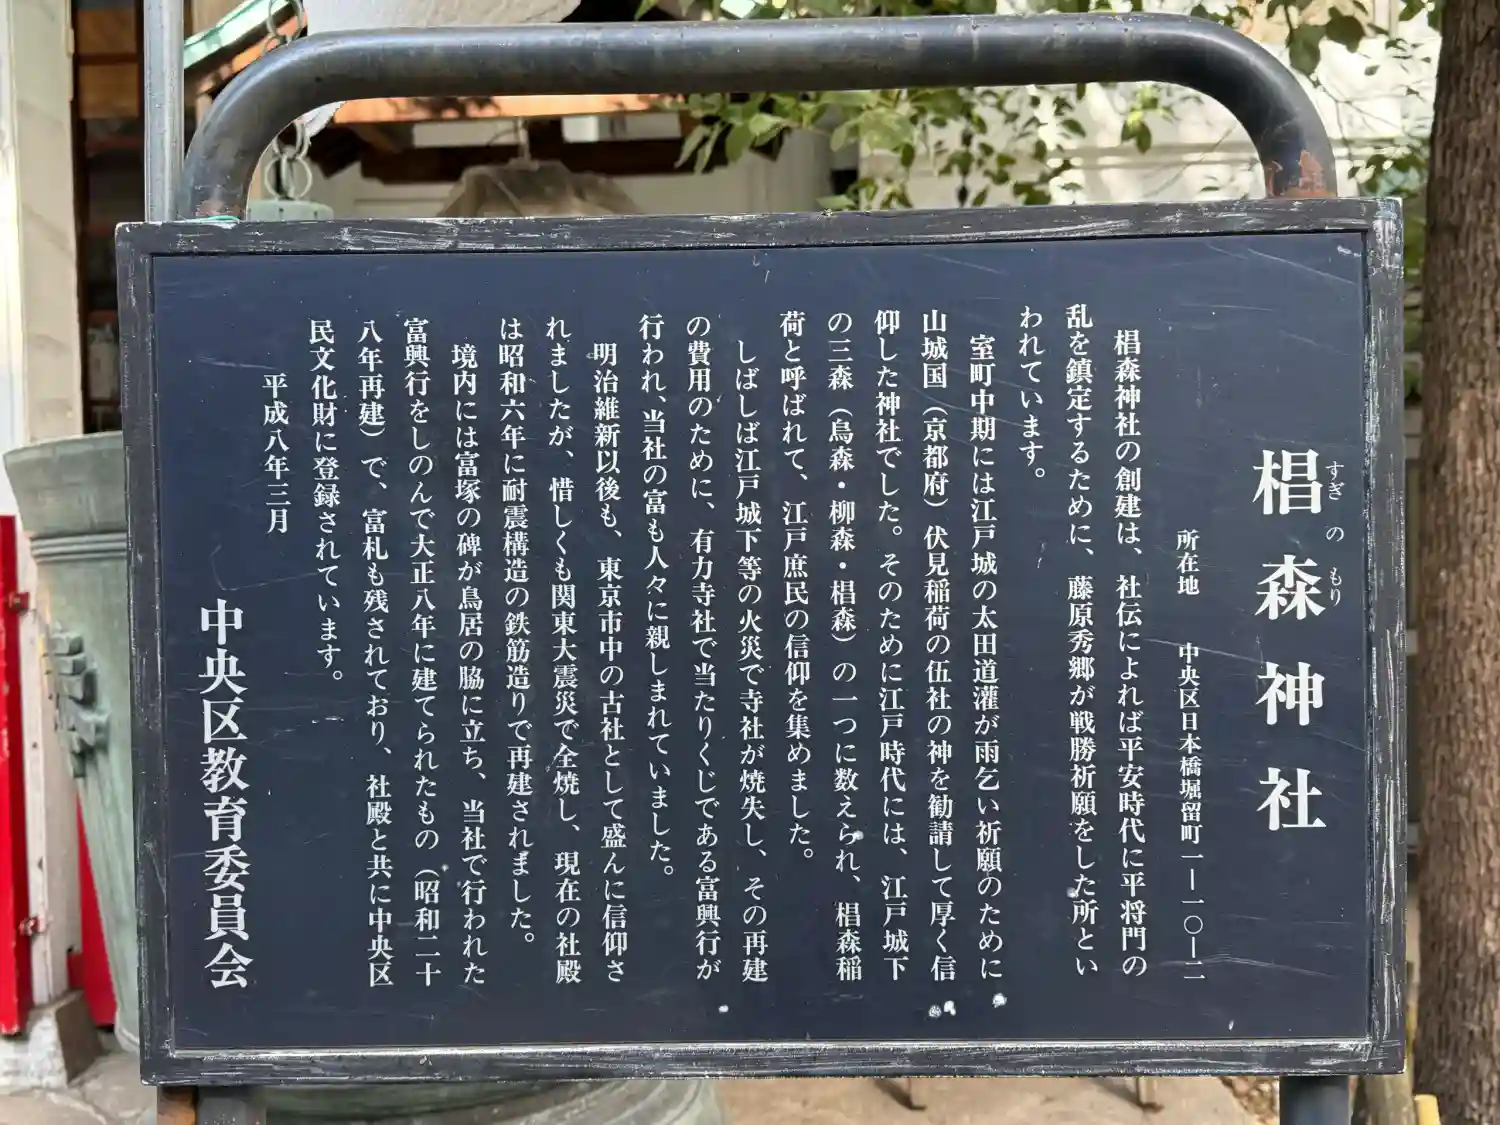 椙森神社
すぎのもり
所在地 中央区日本橋堀留町一ー一〇ー二
椙森神社の創建は、社伝によれば平安時代に平将門の
乱を鎮定するために、藤原秀郷が戦勝祈願をした所とい
われています。
室町中期には江戸城の太田道灌が雨乞い祈願のために
山城国（京都府）伏見稲荷の伍社の神を勧請して厚く信
仰した神社でした。そのために江戸時代には、江戸城下
の三森（烏森・柳森・椙森）の一つに数えられ、椙森稲
荷と呼ばれて、江戸庶民の信仰を集めました。
しばしば江戸城下等の火災で寺社が焼失し、その再建
の費用のために、有力寺社で当たりくじである富興行が
行われ、当社の富も人々に親しまれていました。
明治維新以後も、東京市中の古社として盛んに信仰さ
れましたが、惜しくも関東大震災で全焼し、現在の社殿
は昭和六年に耐震構造の鉄筋造りで再建されました。
境内には富塚の碑が鳥居の脇に立ち、当社で行われた
富興行をしのんで大正八年に建てられたもの（昭和二十
八年再建）で、富札も残されており、社殿と共に中央区
民文化財に登録されています。
平成八年三月
中央区教育委員会